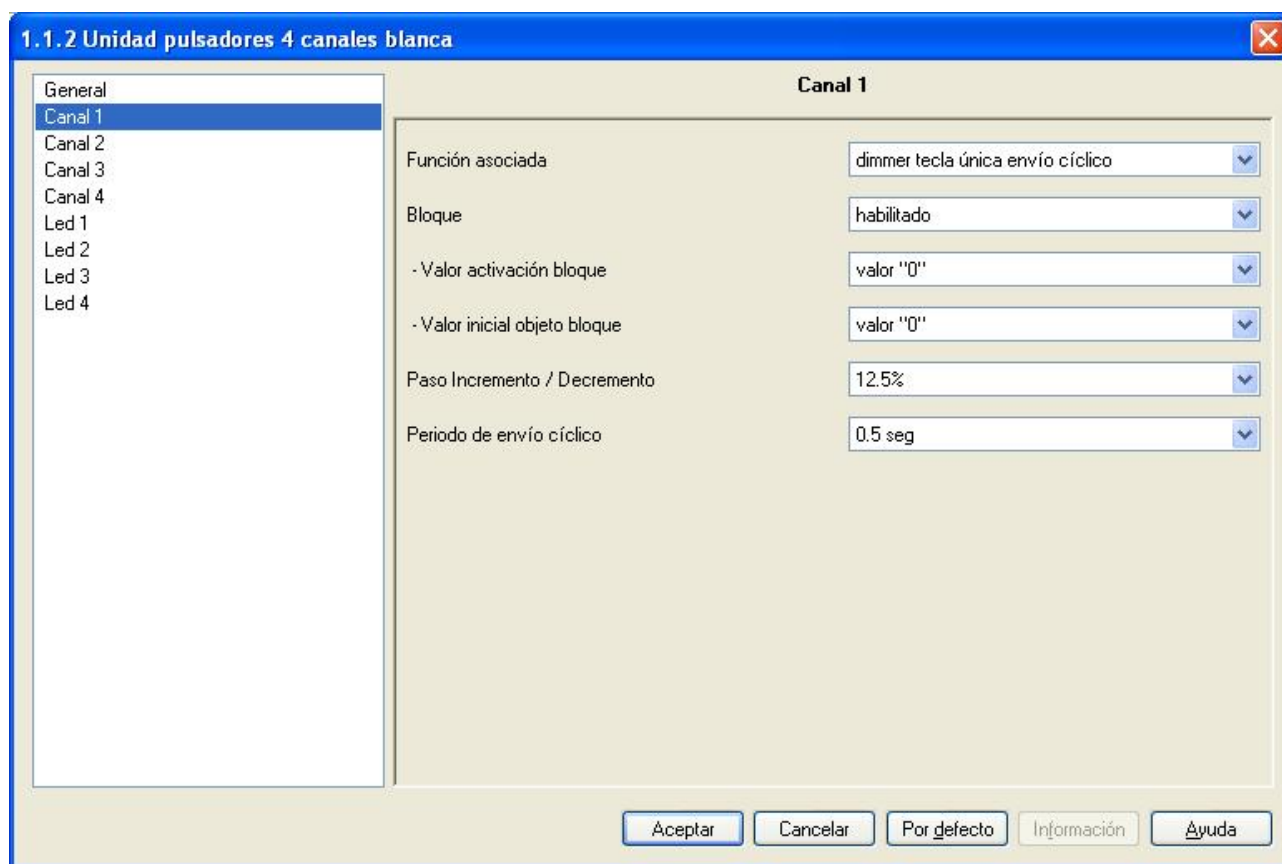 1.1.2 Unidad pulsadores 4 canales blanca
General
Canal 1
Canal 2
Canal 3
Canal 4
Led 1
Led 2
Led 3
Led 4
Canal 1
Función asociada
dimmer tecla única envío cíclico
Bloque
habilitado
- Valor activación bloque
valor "0"
- Valor inicial objeto bloque
valor "0"
Paso Incremento / Decremento
12.5%
Periodo de envío cíclico
0.5 seg
Aceptar
Cancelar
Por defecto
Información
Ayuda